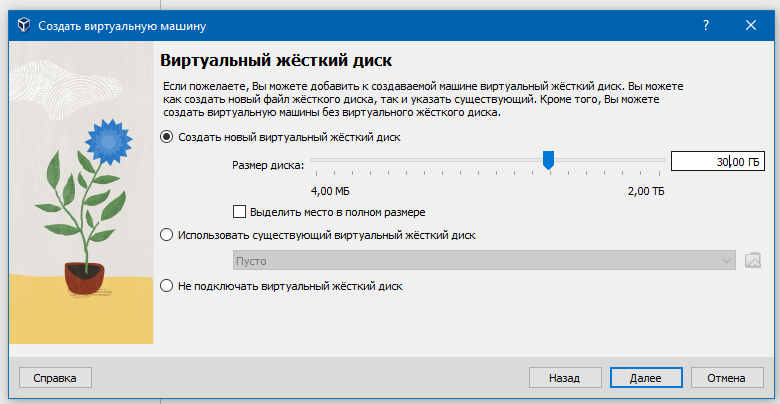 Создать виртуальную машину
Виртуальный жёсткий диск
Если пожелаете, Вы можете добавить к создаваемой машине виртуальный жёсткий диск. Вы можете
как создать новый файл жёсткого диска, так и указать существующий. Кроме того, Вы можете
создать виртуальную машины без виртуального жёсткого диска.
Создать новый виртуальный жёсткий диск
Размер диска: 30,00 ГБ
4,00 МБ 2,00 ТБ
Выделить место в полном размере
Использовать существующий виртуальный жёсткий диск
Пусто
Не подключать виртуальный жёсткий диск
Справка Назад Далее Отмена